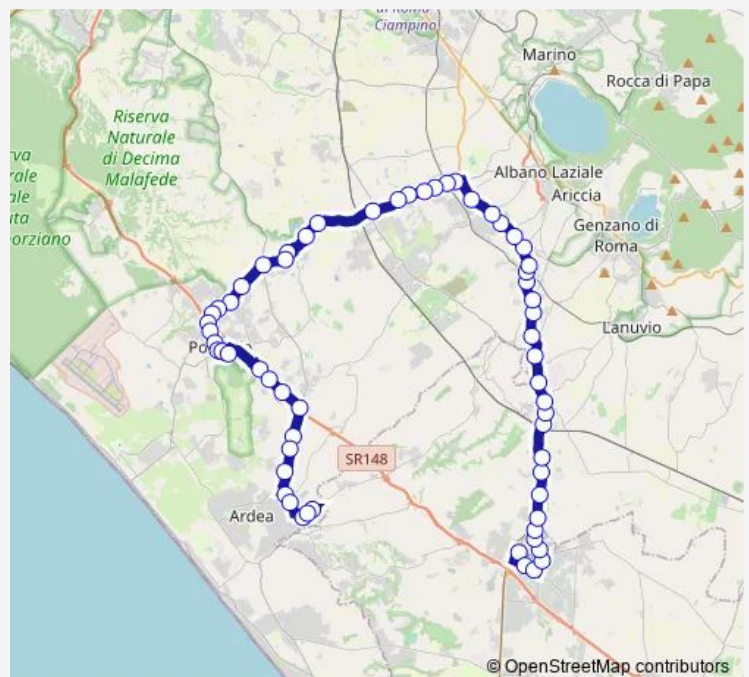 Ciampino
Marino
Rocca di Papa
Riserva
Naturale
di Decima
Malafede
Albano Laziale
Ariccia
Genzano di
Roma
Lanuvio
SR148
Ardea
© OpenStreetMap contributors